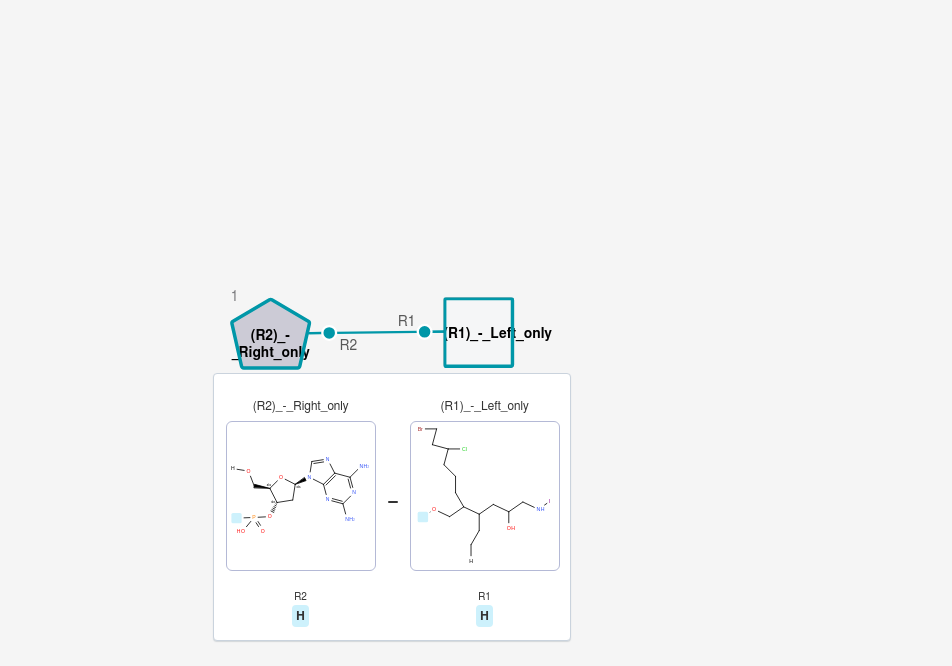 1
(R2)_-
_Right_only
R2
R1
(R1)_-_Left_only
(R2)_-_Right_only
(R1)_-_Left_only
H
O
O
N
N
NH₂
N
N
NH₂
O
P
HO
O
Br
Cl
O
I
NH
OH
H
R2
R1
H
H